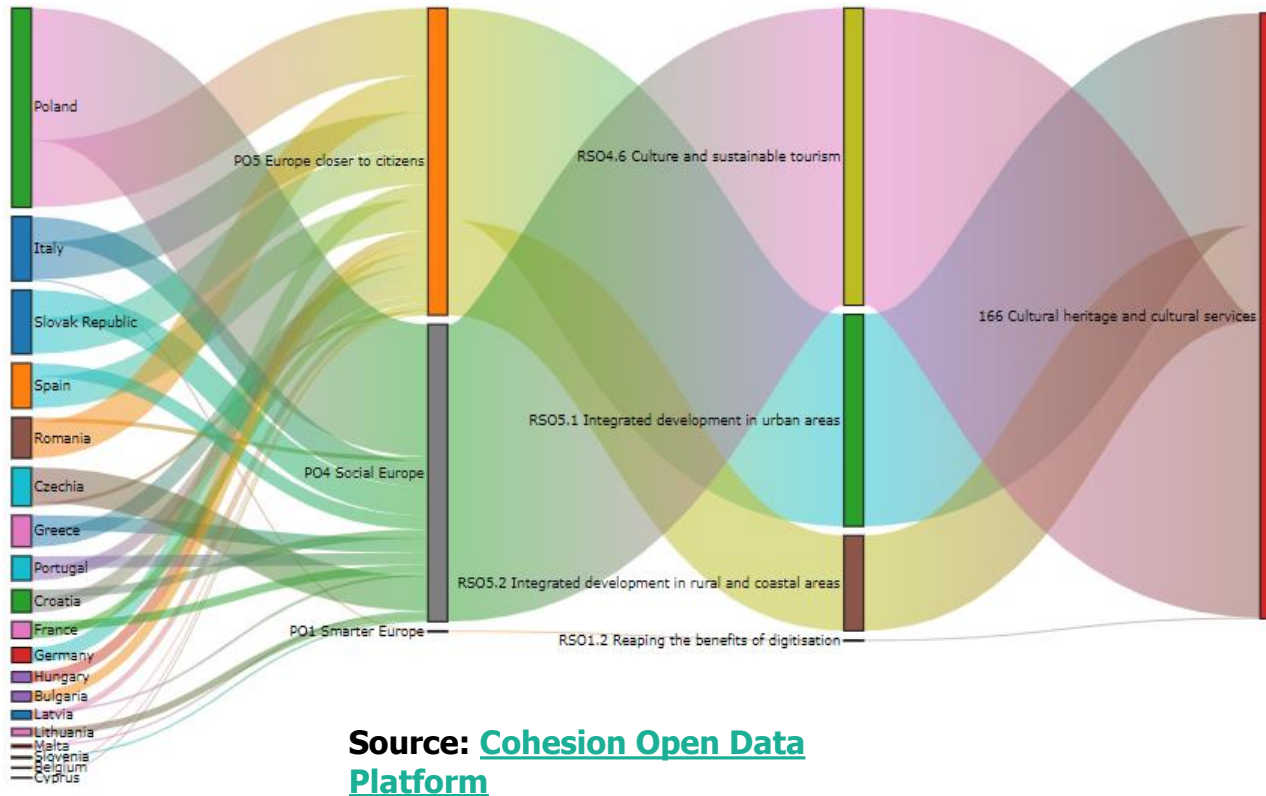 Poland
Italy
Slovak Republic
Spain
Romania
Czechia
Greece
Portugal
Croatia
France
Germany
Hungary
Bulgaria
Latvia
Lithuania
Malta
Slovenia
Belgium
Cyprus
PO5 Europe closer to citizens
PO4 Social Europe
PO1 Smarter Europe
RSO4.6 Culture and sustainable tourism
RSO5.1 Integrated development in urban areas
RSO5.2 Integrated development in rural and coastal areas
RSO1.2 Reaping the benefits of digitisation
166 Cultural heritage and cultural services
Source: Cohesion Open Data
Platform